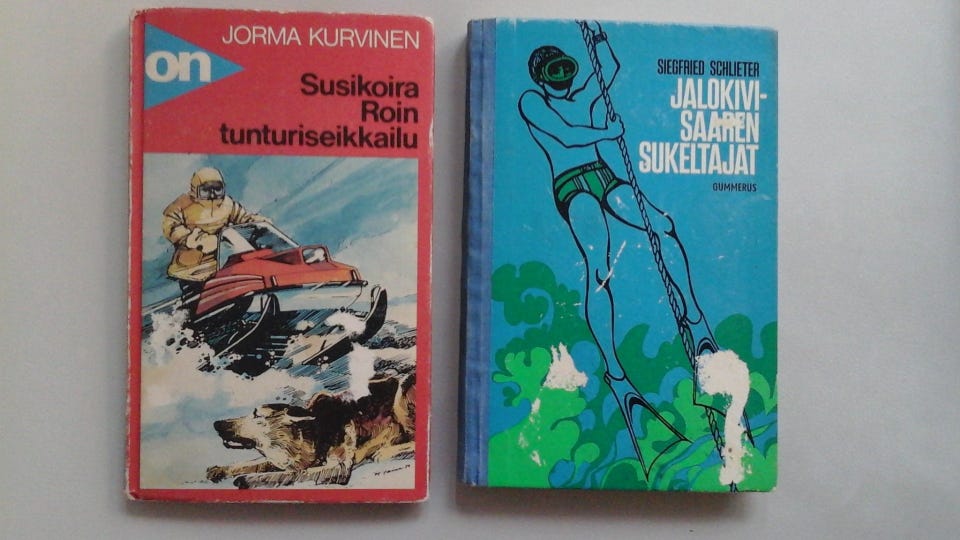 on
JORMA KURVINEN
Susikoira
Roin
tunturiseikkailu
SIEGFRIED SCHLIETER
JALOKIVI-
SAAREN
SUKELTAJAT
GUMMERUS